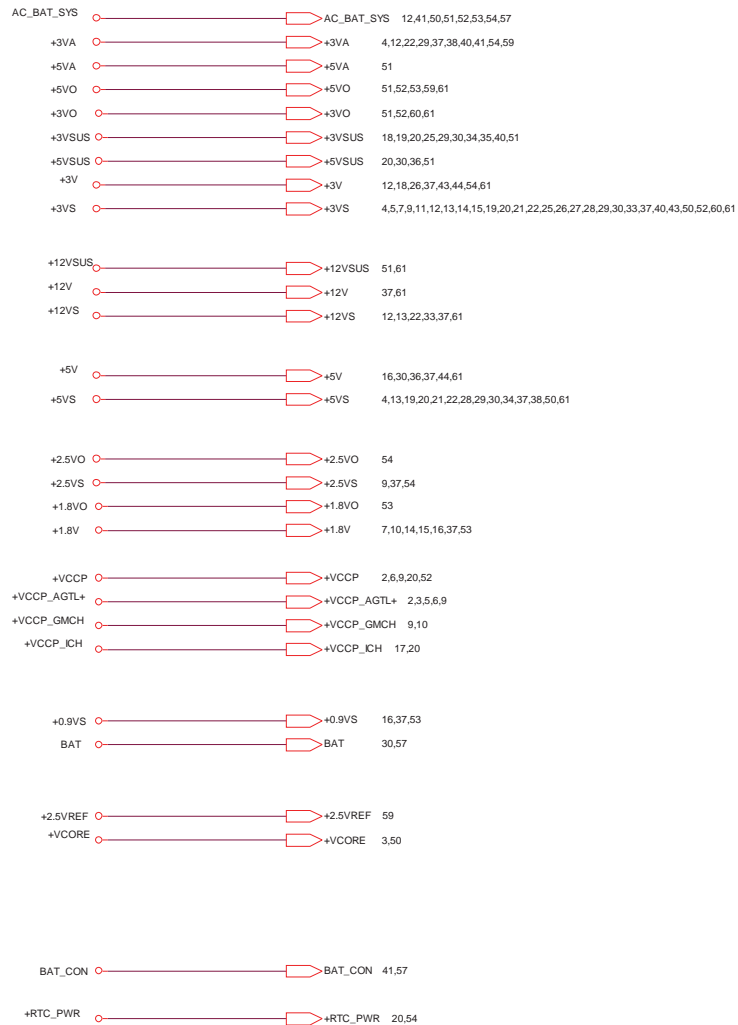 AC_BAT_SYS AC_BAT_SYS 12,41,50,51,52,53,54,57
+3VA +3VA 4,12,22,29,37,38,40,41,54,59
+5VA +5VA 51
+5VO +5VO 51,52,53,59,61
+3VO +3VO 51,52,60,61
+3VSUS +3VSUS 18,19,20,25,29,30,34,35,40,51
+5VSUS +5VSUS 20,30,36,51
+3V +3V 12,18,26,37,43,44,54,61
+3VS +3VS 4,5,7,9,11,12,13,14,15,19,20,21,22,25,26,27,28,29,30,33,37,40,43,50,52,60,61
+12VSUS +12VSUS 51,61
+12V +12V 37,61
+12VS +12VS 12,13,22,33,37,61
+5V +5V 16,30,36,37,44,61
+5VS +5VS 4,13,19,20,21,22,28,29,30,34,37,38,50,61
+2.5VO +2.5VO 54
+2.5VS +2.5VS 9,37,54
+1.8VO +1.8VO 53
+1.8V +1.8V 7,10,14,15,16,37,53
+VCCP +VCCP 2,6,9,20,52
+VCCP_AGTL+ +VCCP_AGTL+ 2,3,5,6,9
+VCCP_GMCH +VCCP_GMCH 9,10
+VCCP_ICH +VCCP_ICH 17,20
+0.9VS +0.9VS 16,37,53
BAT BAT 30,57
+2.5VREF +2.5VREF 59
+VCORE +VCORE 3,50
BAT_CON BAT_CON 41,57
+RTC_PWR +RTC_PWR 20,54